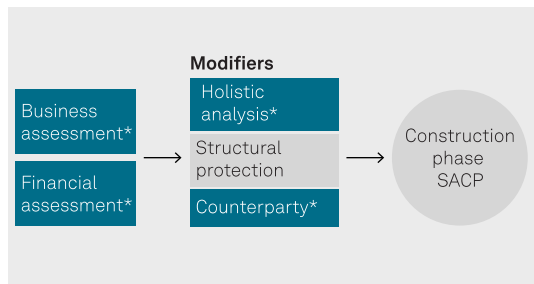 Business
assessment*
Financial
assessment*
Modifiers
Holistic
analysis*
Structural
protection
Counterparty*
Construction
phase
SACP